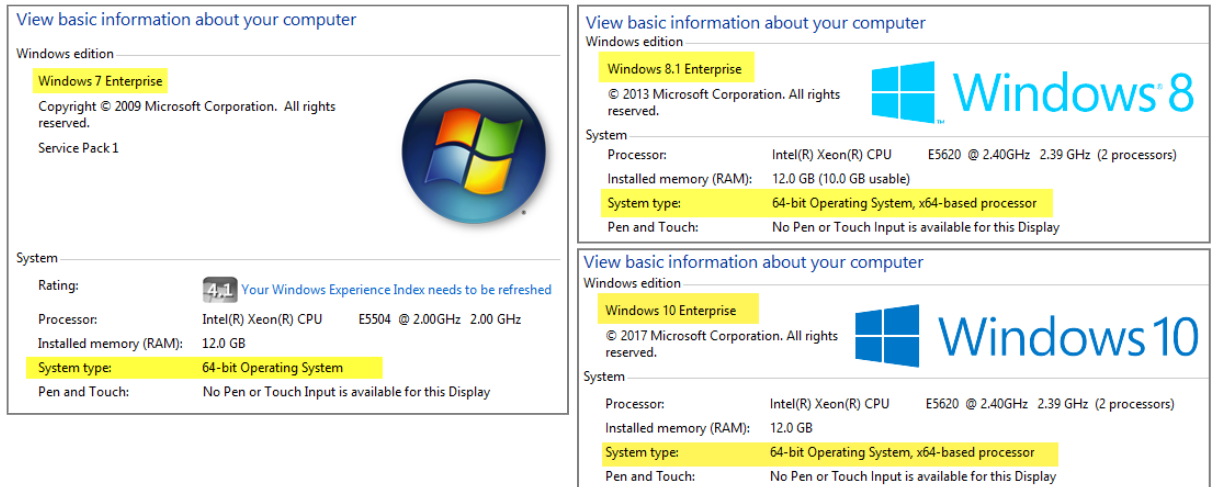 View basic information about your computer
Windows edition
Windows 7 Enterprise
Copyright © 2009 Microsoft Corporation. All rights
reserved.
Service Pack 1
System
Rating: 4.1 Your Windows Experience Index needs to be refreshed
Processor: Intel(R) Xeon(R) CPU E5504 @ 2.00GHz 2.00 GHz
Installed memory (RAM): 12.0 GB
System type: 64-bit Operating System
Pen and Touch: No Pen or Touch Input is available for this Display
View basic information about your computer
Windows edition
Windows 8.1 Enterprise
© 2013 Microsoft Corporation. All rights
reserved.
Windows® 8
System
Processor: Intel(R) Xeon(R) CPU E5620 @ 2.40GHz 2.39 GHz (2 processors)
Installed memory (RAM): 12.0 GB (10.0 GB usable)
System type: 64-bit Operating System, x64-based processor
Pen and Touch: No Pen or Touch Input is available for this Display
View basic information about your computer
Windows edition
Windows 10 Enterprise
© 2017 Microsoft Corporation. All rights
reserved.
Windows 10
System
Processor: Intel(R) Xeon(R) CPU E5620 @ 2.40GHz 2.39 GHz (2 processors)
Installed memory (RAM): 12.0 GB
System type: 64-bit Operating System, x64-based processor
Pen and Touch: No Pen or Touch Input is available for this Display